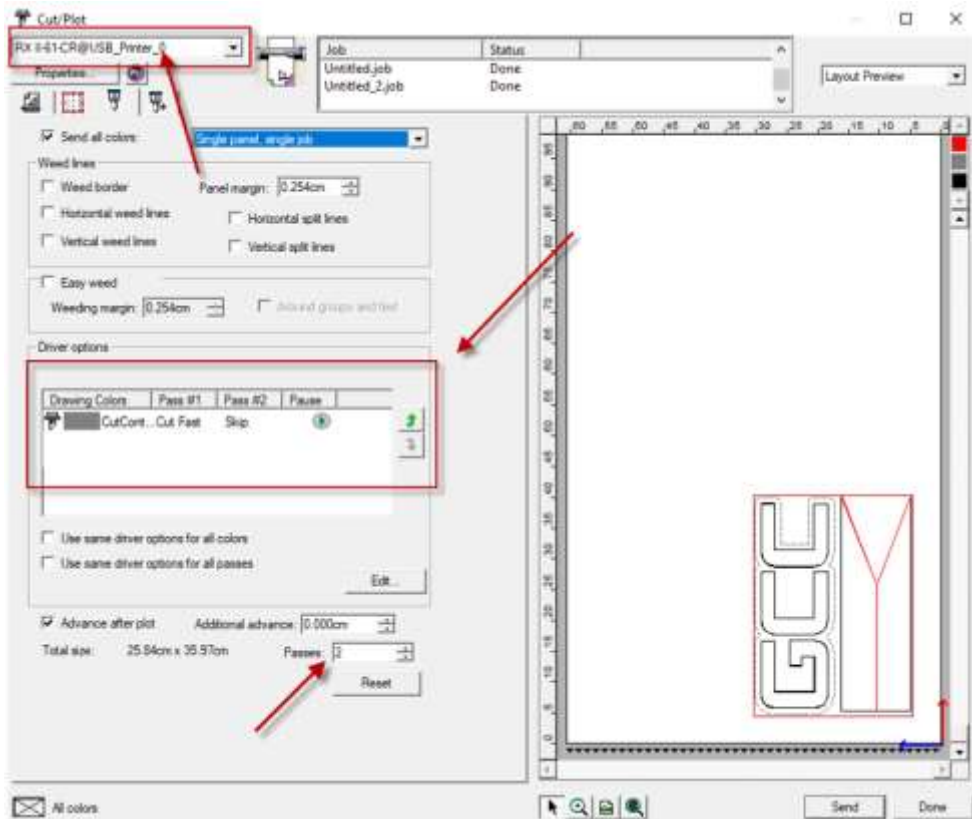 Cut/Plot
RX II-61-CR@USB_Printer_
Job Status
Untitled.job Done
Untitled_2.job Done
Properties...
Layout Preview
Send all colors: Single panel, single job
Weed lines
Weed border Panel margin: 0.254cm
Horizontal weed lines Horizontal split lines
Vertical weed lines Vertical split lines
Easy weed
Weeding margin: 0.254cm Around groups and text
Driver options
Drawing Colors Pass #1 Pass #2 Pause
CutCont... Cut Fast Skip
Use same driver options for all colors
Use same driver options for all passes
Edit...
Advance after plot Additional advance: 0.000cm
Total size: 25.84cm x 35.97cm Passes: 2
Reset
GCU
All colors
Send Done